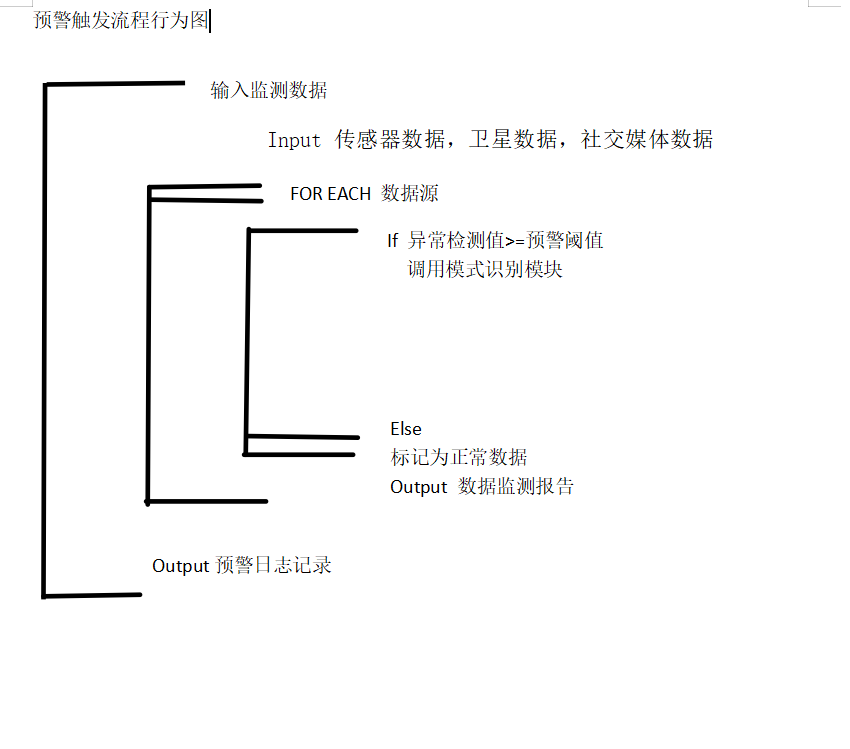 预警触发流程行为图
输入监测数据
Input 传感器数据，卫星数据，社交媒体数据
FOR EACH 数据源
If 异常检测值>=预警阈值
调用模式识别模块
Else
标记为正常数据
Output 数据监测报告
Output 预警日志记录